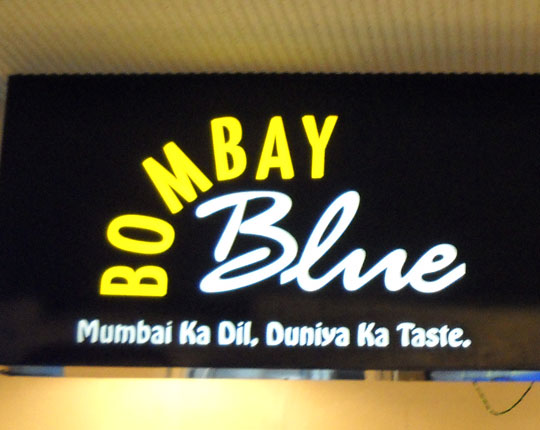 BOMBAY
Blue
Mumbai Ka Dil, Duniya Ka Taste.